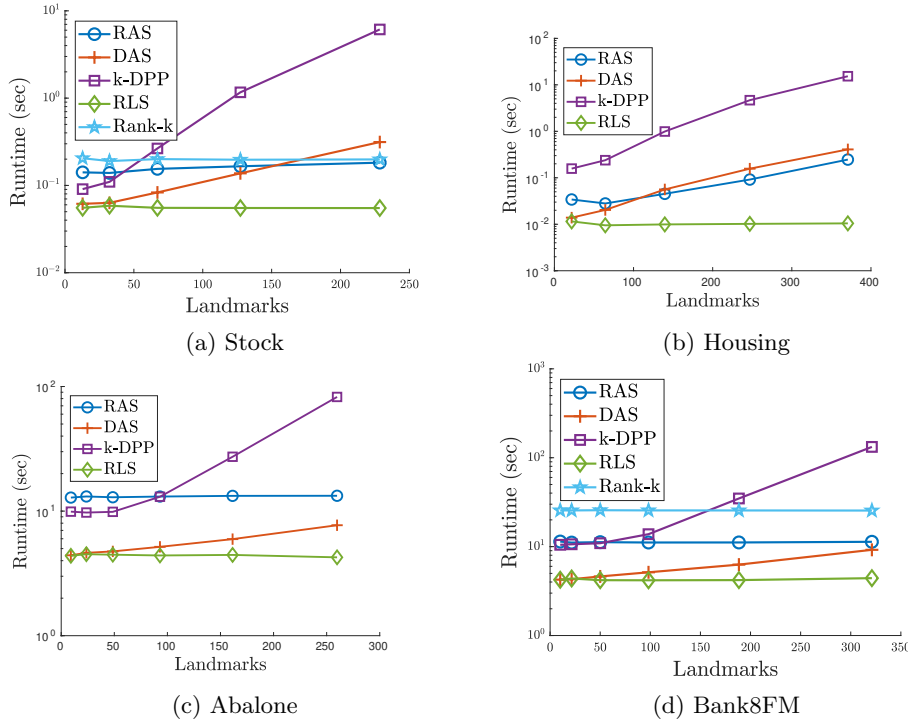 10^1
RAS
DAS
k-DPP
RLS
Rank-k
10^0
10^-1
10^-2
Runtime (sec)
0 50 100 150 200 250
Landmarks
(a) Stock
10^2
RAS
DAS
k-DPP
RLS
10^1
10^0
10^-1
10^-2
10^-3
Runtime (sec)
0 100 200 300 400
Landmarks
(b) Housing
10^2
RAS
DAS
k-DPP
RLS
10^1
10^0
Runtime (sec)
0 50 100 150 200 250 300
Landmarks
(c) Abalone
10^3
RAS
DAS
k-DPP
RLS
Rank-k
10^2
10^1
10^0
Runtime (sec)
0 50 100 150 200 250 300 350
Landmarks
(d) Bank8FM